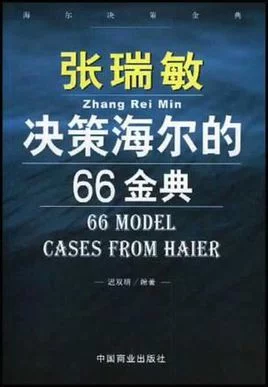 海尔决策金典
张瑞敏
Zhang Rei Min
决策海尔的
66金典
66 MODEL
CASES FROM HAIER
迟双明/编著
中国商业出版社